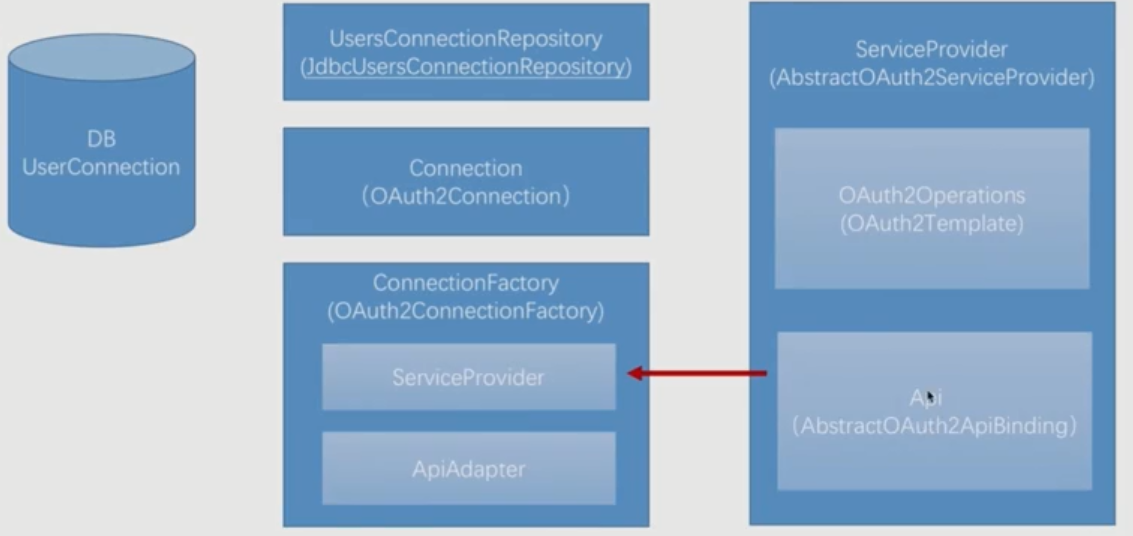 DB
UserConnection
UsersConnectionRepository
(JdbcUsersConnectionRepository)
Connection
(OAuth2Connection)
ConnectionFactory
(OAuth2ConnectionFactory)
ServiceProvider
ApiAdapter
ServiceProvider
(AbstractOAuth2ServiceProvider)
OAuth2Operations
(OAuth2Template)
Api
(AbstractOAuth2ApiBinding)